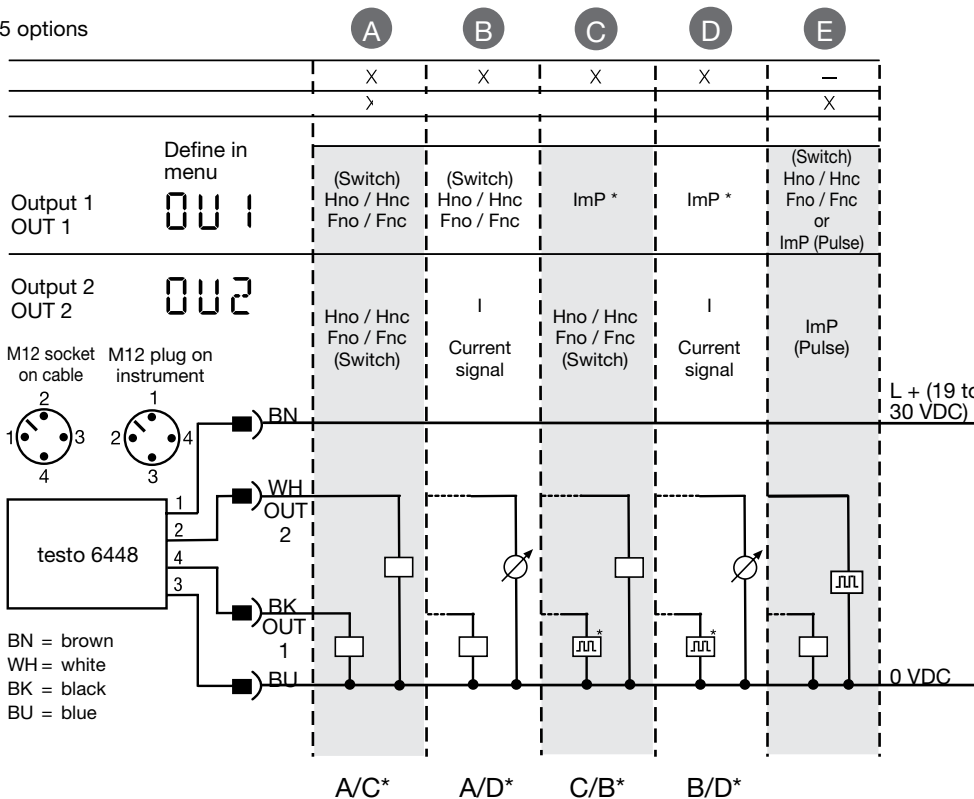 5 options
A B C D E
X X X X –
X X
Define in
menu
Output 1
OUT 1
OU1
(Switch)
Hno / Hnc
Fno / Fnc
(Switch)
Hno / Hnc
Fno / Fnc
ImP *
ImP *
(Switch)
Hno / Hnc
Fno / Fnc
or
ImP (Pulse)
Output 2
OUT 2
OU2
Hno / Hnc
Fno / Fnc
(Switch)
I
Current
signal
Hno / Hnc
Fno / Fnc
(Switch)
I
Current
signal
ImP
(Pulse)
M12 socket
on cable
2
1 3
4
M12 plug on
instrument
1
2 4
3
L + (19 to
30 VDC)
BN
WH
OUT
2
BK
OUT
1
BU
0 VDC
testo 6448
1
2
4
3
*
*
BN = brown
WH = white
BK = black
BU = blue
A/C* A/D* C/B* B/D*